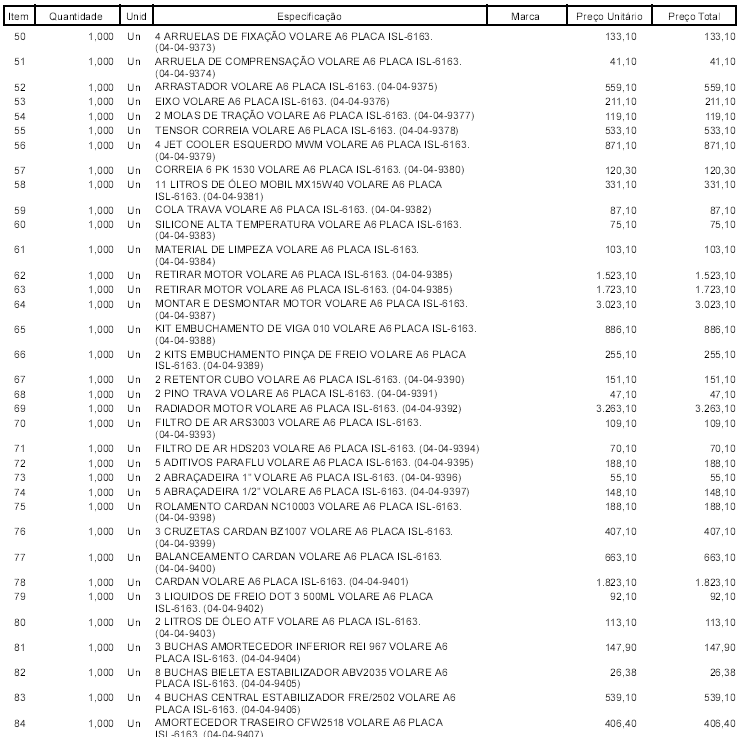 Item Quantidade Unid Especificação Marca Preço Unitário Preço Total
50 1,000 Un 4 ARRUELAS DE FIXAÇÃO VOLARE A6 PLACA ISL-6163. 133,10 133,10
(04-04-9373)
51 1,000 Un ARRUELA DE COMPRENSAÇÃO VOLARE A6 PLACA ISL-6163. 41,10 41,10
(04-04-9374)
52 1,000 Un ARRASTADOR VOLARE A6 PLACA ISL-6163. (04-04-9375) 559,10 559,10
53 1,000 Un EIXO VOLARE A6 PLACA ISL-6163. (04-04-9376) 211,10 211,10
54 1,000 Un 2 MOLAS DE TRAÇÃO VOLARE A6 PLACA ISL-6163. (04-04-9377) 119,10 119,10
55 1,000 Un TENSOR CORREIA VOLARE A6 PLACA ISL-6163. (04-04-9378) 533,10 533,10
56 1,000 Un 4 JET COOLER ESQUERDO MWM VOLARE A6 PLACA ISL-6163. 871,10 871,10
(04-04-9379)
57 1,000 Un CORREIA 6 PK 1530 VOLARE A6 PLACA ISL-6163. (04-04-9380) 120,30 120,30
58 1,000 Un 11 LITROS DE ÓLEO MOBIL MX15W40 VOLARE A6 PLACA 331,10 331,10
ISL-6163. (04-04-9381)
59 1,000 Un COLA TRAVA VOLARE A6 PLACA ISL-6163. (04-04-9382) 87,10 87,10
60 1,000 Un SILICONE ALTA TEMPERATURA VOLARE A6 PLACA ISL-6163. 75,10 75,10
(04-04-9383)
61 1,000 Un MATERIAL DE LIMPEZA VOLARE A6 PLACA ISL-6163. 103,10 103,10
(04-04-9384)
62 1,000 Un RETIRAR MOTOR VOLARE A6 PLACA ISL-6163. (04-04-9385) 1.523,10 1.523,10
63 1,000 Un RETIRAR MOTOR VOLARE A6 PLACA ISL-6163. (04-04-9385) 1.723,10 1.723,10
64 1,000 Un MONTAR E DESMONTAR MOTOR VOLARE A6 PLACA ISL-6163. 3.023,10 3.023,10
(04-04-9387)
65 1,000 Un KIT EMBUCHAMENTO DE VIGA 010 VOLARE A6 PLACA ISL-6163. 886,10 886,10
(04-04-9388)
66 1,000 Un 2 KITS EMBUCHAMENTO PINÇA DE FREIO VOLARE A6 PLACA 255,10 255,10
ISL-6163. (04-04-9389)
67 1,000 Un 2 RETENTOR CUBO VOLARE A6 PLACA ISL-6163. (04-04-9390) 151,10 151,10
68 1,000 Un 2 PINO TRAVA VOLARE A6 PLACA ISL-6163. (04-04-9391) 47,10 47,10
69 1,000 Un RADIADOR MOTOR VOLARE A6 PLACA ISL-6163. (04-04-9392) 3.263,10 3.263,10
70 1,000 Un FILTRO DE AR ARS3003 VOLARE A6 PLACA ISL-6163. 109,10 109,10
(04-04-9393)
71 1,000 Un FILTRO DE AR HDS203 VOLARE A6 PLACA ISL-6163. (04-04-9394) 70,10 70,10
72 1,000 Un 5 ADITIVOS PARAFLU VOLARE A6 PLACA ISL-6163. (04-04-9395) 188,10 188,10
73 1,000 Un 2 ABRAÇADEIRA 1" VOLARE A6 PLACA ISL-6163. (04-04-9396) 55,10 55,10
74 1,000 Un 5 ABRAÇADEIRA 1/2" VOLARE A6 PLACA ISL-6163. (04-04-9397) 148,10 148,10
75 1,000 Un ROLAMENTO CARDAN NC10003 VOLARE A6 PLACA ISL-6163. 188,10 188,10
(04-04-9398)
76 1,000 Un 3 CRUZETAS CARDAN BZ1007 VOLARE A6 PLACA ISL-6163. 407,10 407,10
(04-04-9399)
77 1,000 Un BALANCEAMENTO CARDAN VOLARE A6 PLACA ISL-6163. 663,10 663,10
(04-04-9400)
78 1,000 Un CARDAN VOLARE A6 PLACA ISL-6163. (04-04-9401) 1.823,10 1.823,10
79 1,000 Un 3 LIQUIDOS DE FREIO DOT 3 500ML VOLARE A6 PLACA 92,10 92,10
ISL-6163. (04-04-9402)
80 1,000 Un 2 LITROS DE ÓLEO ATF VOLARE A6 PLACA ISL-6163. 113,10 113,10
(04-04-9403)
81 1,000 Un 3 BUCHAS AMORTECEDOR INFERIOR REI 967 VOLARE A6 147,90 147,90
PLACA ISL-6163. (04-04-9404)
82 1,000 Un 8 BUCHAS BIELETA ESTABILIZADOR ABV2035 VOLARE A6 26,38 26,38
PLACA ISL-6163. (04-04-9405)
83 1,000 Un 4 BUCHAS CENTRAL ESTABILIZADOR FRE/2502 VOLARE A6 539,10 539,10
PLACA ISL-6163. (04-04-9406)
84 1,000 Un AMORTECEDOR TRASEIRO CFW2518 VOLARE A6 PLACA 406,40 406,40
ISL-6163. (04-04-9407)